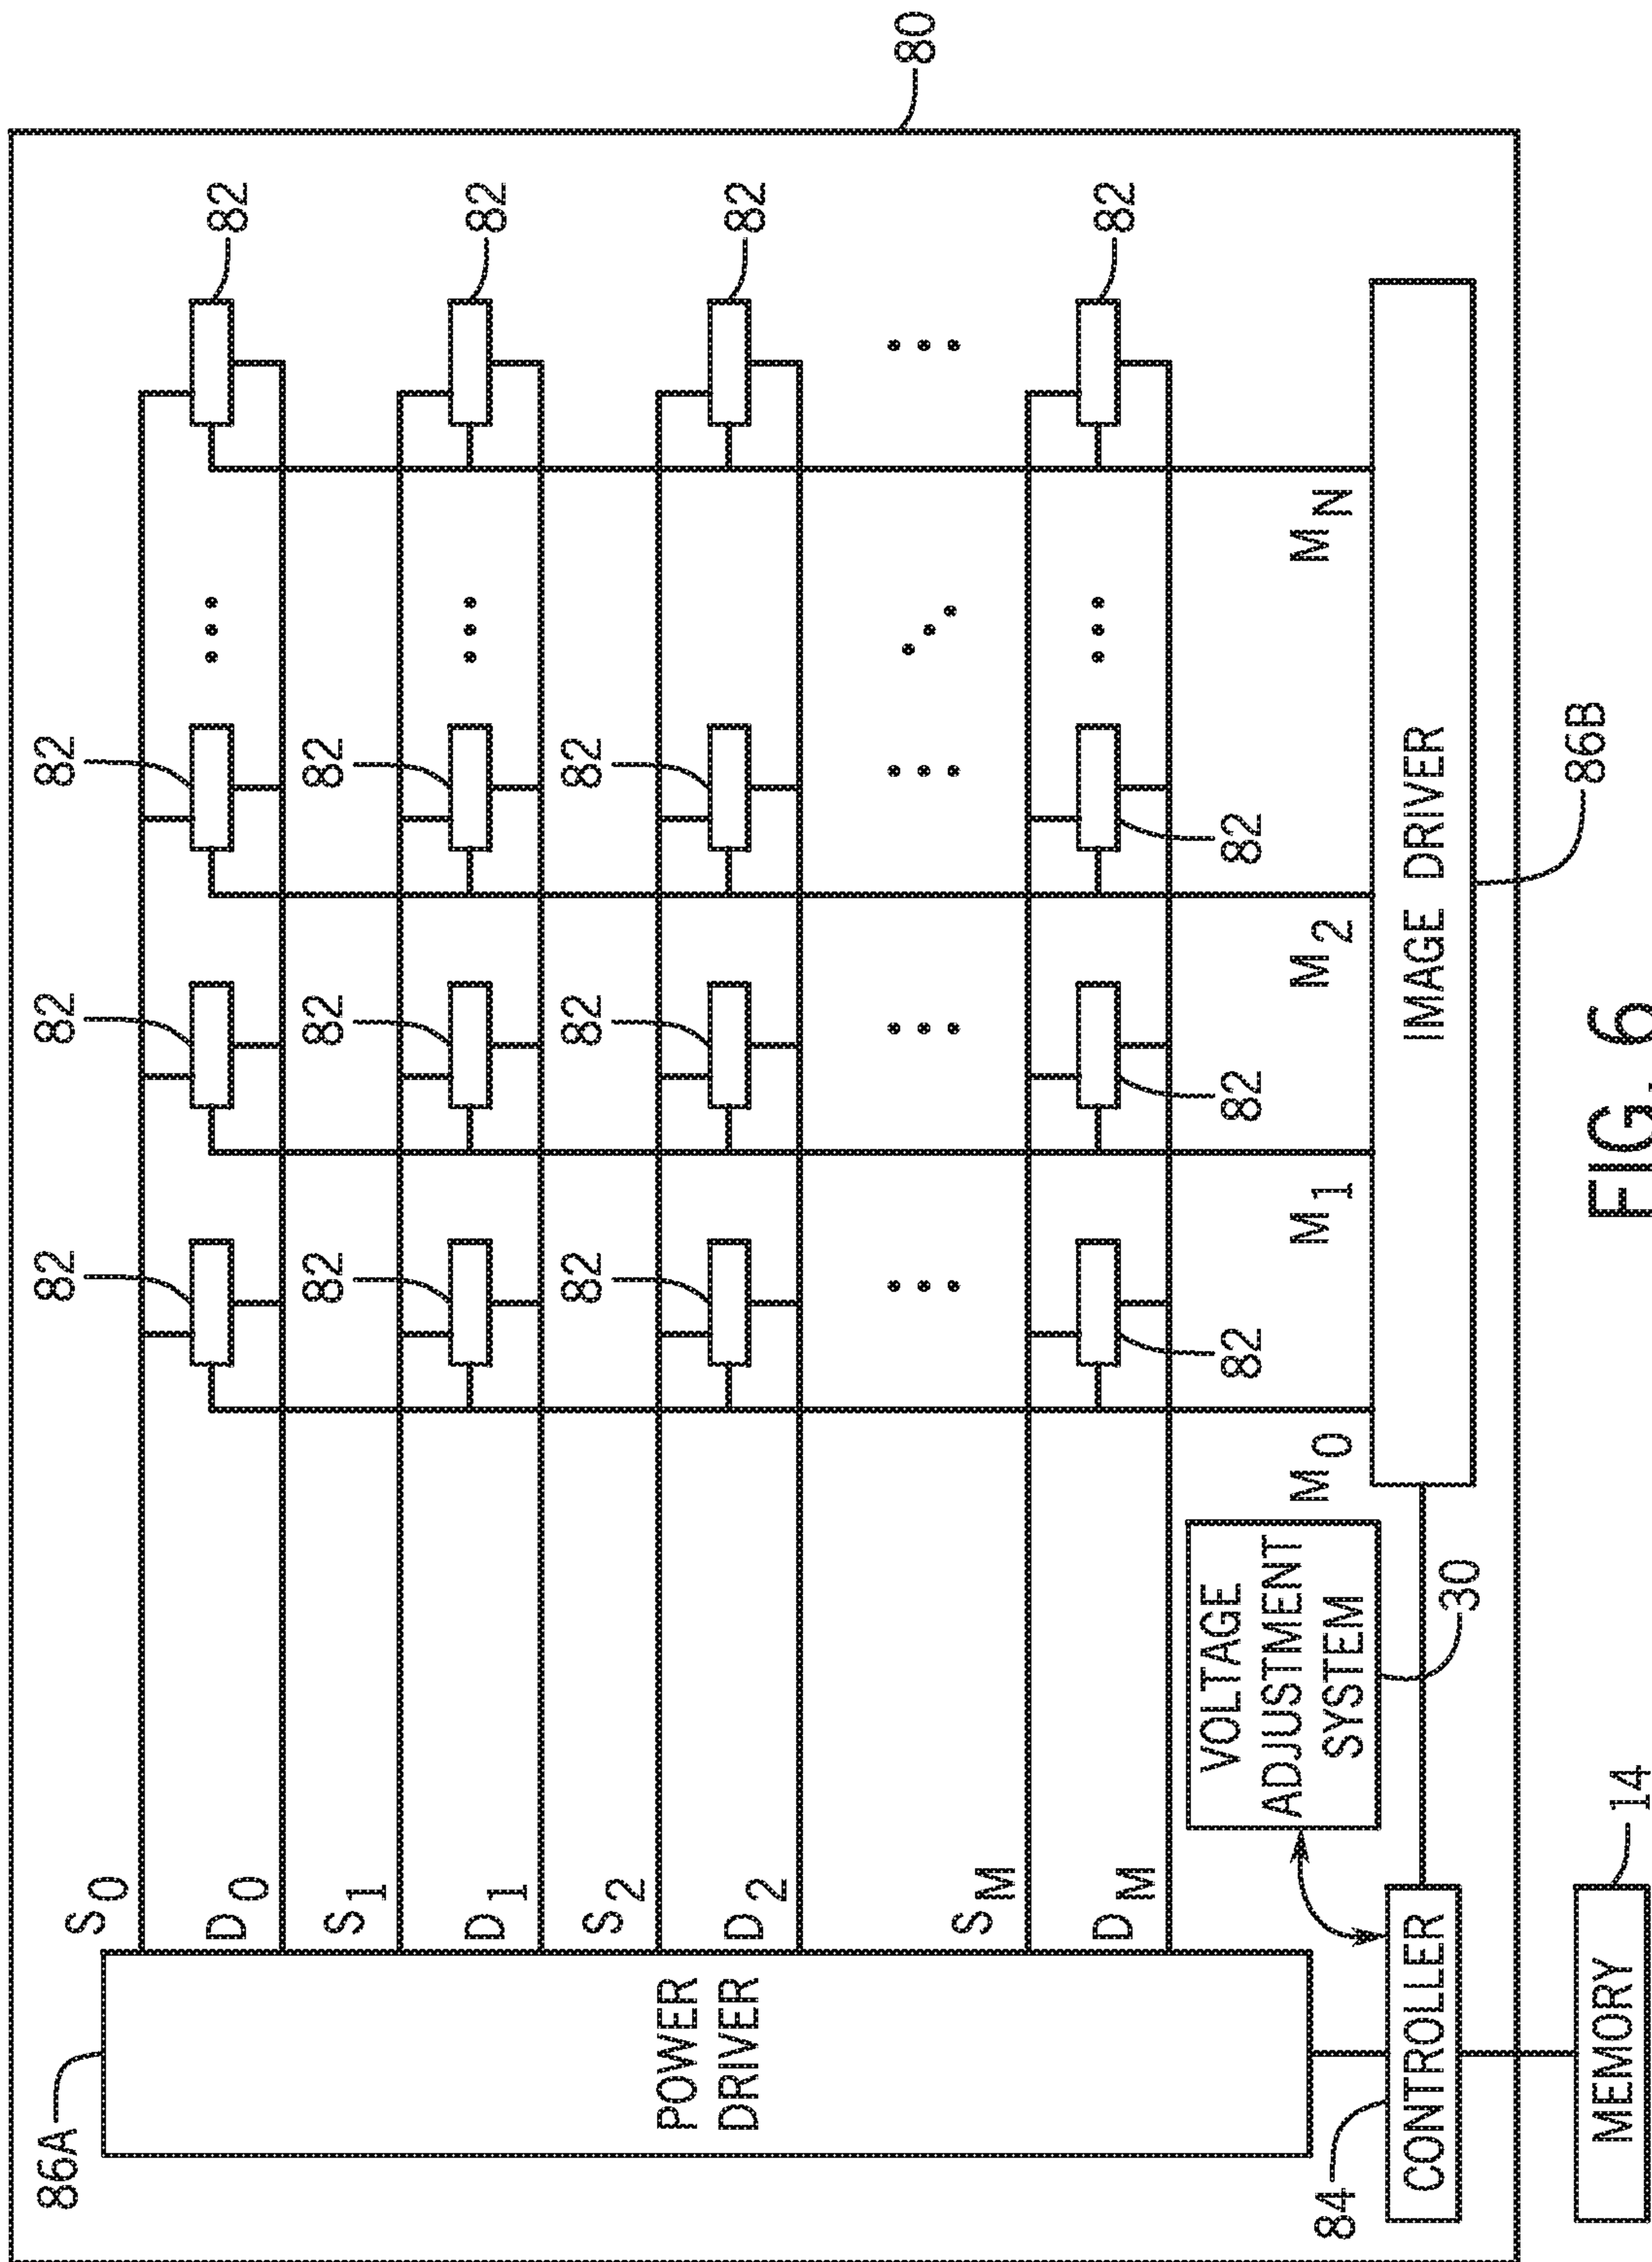 86A
82 82 82
S0
82
D0
82 82 82
S1
D1
82
82 82 82
S2
POWER
DRIVER
D2
82
80
SM
DM
82
82 82 82
VOLTAGE
ADJUSTMENT
SYSTEM
M0 M1 M2 MN
84
CONTROLLER
30
IMAGE DRIVER
86B
MEMORY
14
FIG. 6